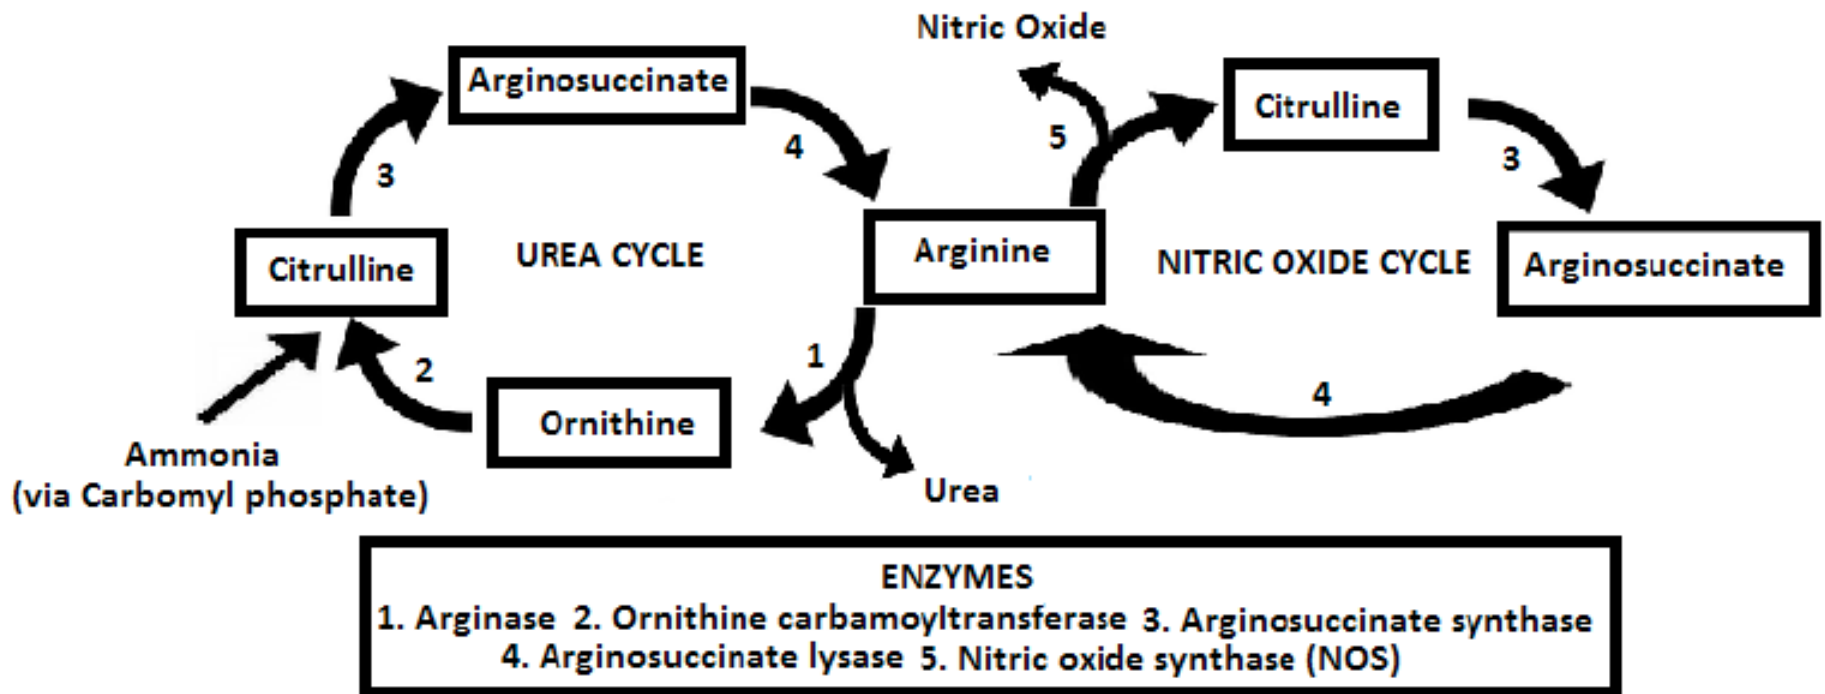 Nitric Oxide
Arginosuccinate
Citrulline
5
4
3
3
Arginine
UREA CYCLE
NITRIC OXIDE CYCLE
Arginosuccinate
Citrulline
1
2
4
Ornithine
Ammonia
(via Carbomyl phosphate)
Urea
ENZYMES
1. Arginase 2. Ornithine carbamoyltransferase 3. Arginosuccinate synthase
4. Arginosuccinate lysase 5. Nitric oxide synthase (NOS)